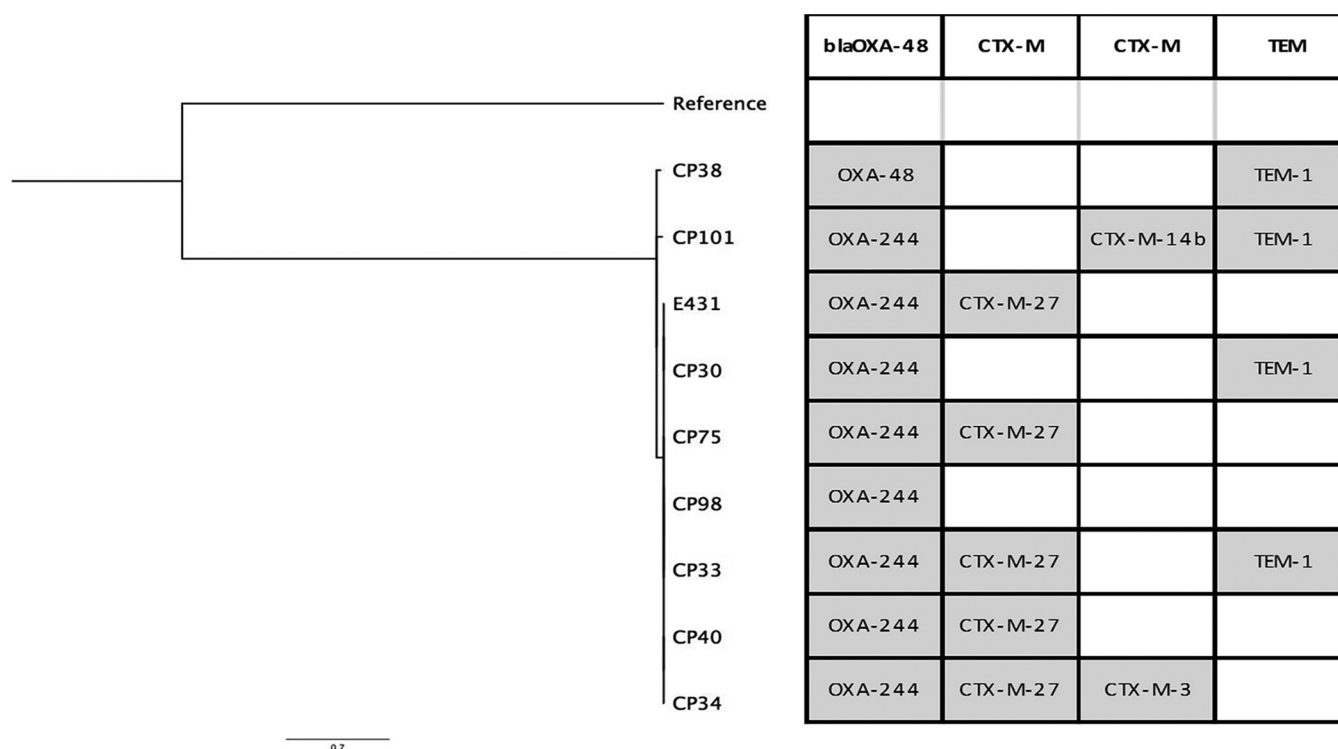 blaOXA-48 CTX-M CTX-M TEM
Reference
CP38 OXA-48 TEM-1
CP101 OXA-244 CTX-M-14b TEM-1
E431 OXA-244 CTX-M-27
CP30 OXA-244 TEM-1
CP75 OXA-244 CTX-M-27
CP98 OXA-244
CP33 OXA-244 CTX-M-27 TEM-1
CP40 OXA-244 CTX-M-27
CP34 OXA-244 CTX-M-27 CTX-M-3